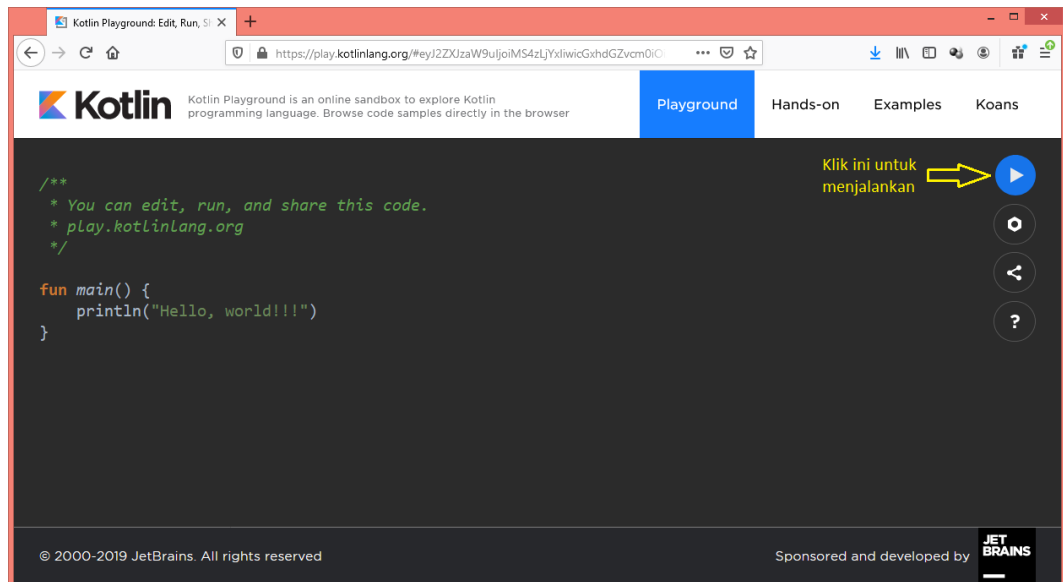 Kotlin Playground: Edit, Run, Sh
https://play.kotlinlang.org/#eyJ2ZXJzaW9uIjoiMS4zLjYxIiwicGxhdGZvcm0iOi
Kotlin
Kotlin Playground is an online sandbox to explore Kotlin
programming language. Browse code samples directly in the browser
Playground
Hands-on
Examples
Koans
Klik ini untuk
menjalankan
/**
* You can edit, run, and share this code.
* play.kotlinlang.org
*/
fun main() {
println("Hello, world!!!")
}
?
© 2000-2019 JetBrains. All rights reserved
Sponsored and developed by
JET
BRAINS